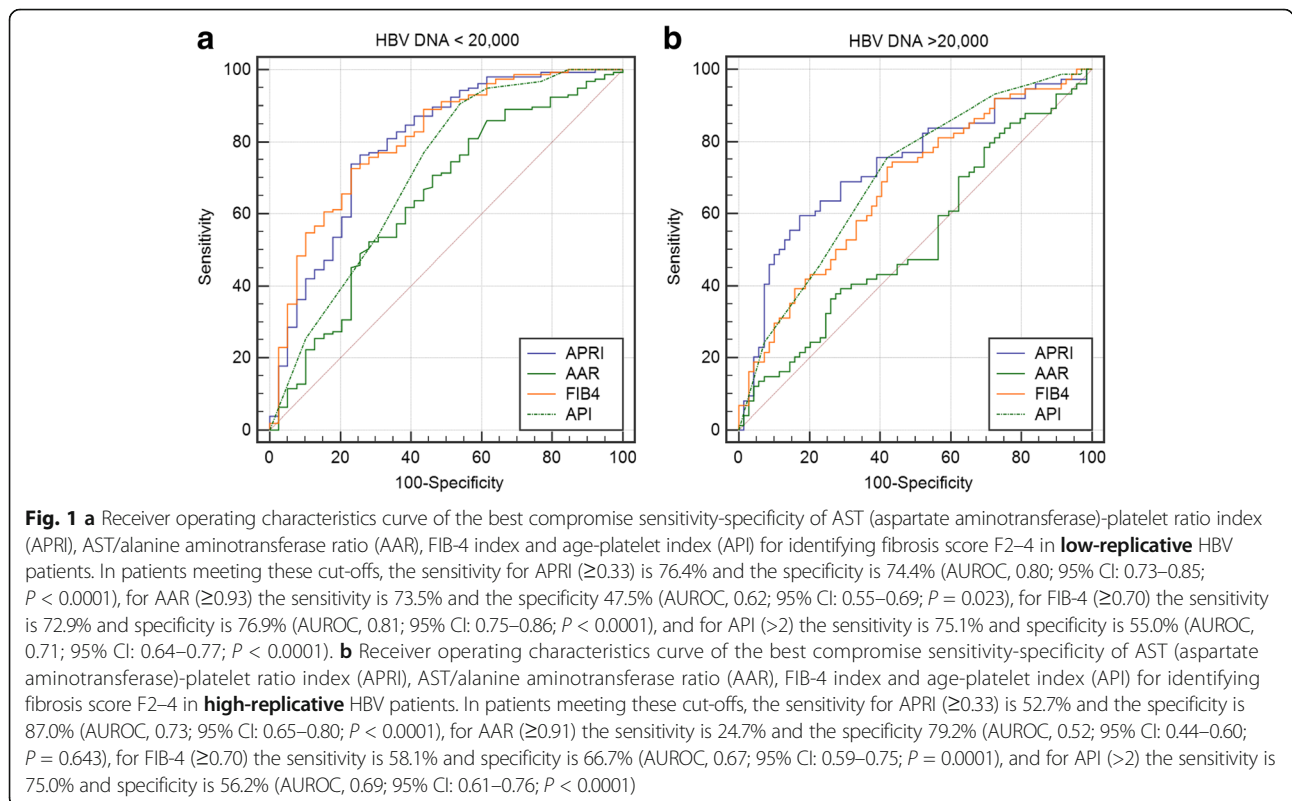 a
HBV DNA < 20,000
100
80
60
40
20
0
Sensitivity
0 20 40 60 80 100
100-Specificity
APRI
AAR
FIB4
API
b
HBV DNA >20,000
100
80
60
40
20
0
Sensitivity
0 20 40 60 80 100
100-Specificity
APRI
AAR
FIB4
API
Fig. 1 a Receiver operating characteristics curve of the best compromise sensitivity-specificity of AST (aspartate aminotransferase)-platelet ratio index
(APRI), AST/alanine aminotransferase ratio (AAR), FIB-4 index and age-platelet index (API) for identifying fibrosis score F2–4 in low-replicative HBV
patients. In patients meeting these cut-offs, the sensitivity for APRI (≥0.33) is 76.4% and the specificity is 74.4% (AUROC, 0.80; 95% CI: 0.73–0.85;
P < 0.0001), for AAR (≥0.93) the sensitivity is 73.5% and the specificity 47.5% (AUROC, 0.62; 95% CI: 0.55–0.69; P = 0.023), for FIB-4 (≥0.70) the sensitivity
is 72.9% and specificity is 76.9% (AUROC, 0.81; 95% CI: 0.75–0.86; P < 0.0001), and for API (>2) the sensitivity is 75.1% and specificity is 55.0% (AUROC,
0.71; 95% CI: 0.64–0.77; P < 0.0001). b Receiver operating characteristics curve of the best compromise sensitivity-specificity of AST (aspartate
aminotransferase)-platelet ratio index (APRI), AST/alanine aminotransferase ratio (AAR), FIB-4 index and age-platelet index (API) for identifying
fibrosis score F2–4 in high-replicative HBV patients. In patients meeting these cut-offs, the sensitivity for APRI (≥0.33) is 52.7% and the specificity is
87.0% (AUROC, 0.73; 95% CI: 0.65–0.80; P < 0.0001), for AAR (≥0.91) the sensitivity is 24.7% and the specificity 79.2% (AUROC, 0.52; 95% CI: 0.44–0.60;
P = 0.643), for FIB-4 (≥0.70) the sensitivity is 58.1% and specificity is 66.7% (AUROC, 0.67; 95% CI: 0.59–0.75; P = 0.0001), and for API (>2) the sensitivity is
75.0% and specificity is 56.2% (AUROC, 0.69; 95% CI: 0.61–0.76; P < 0.0001)